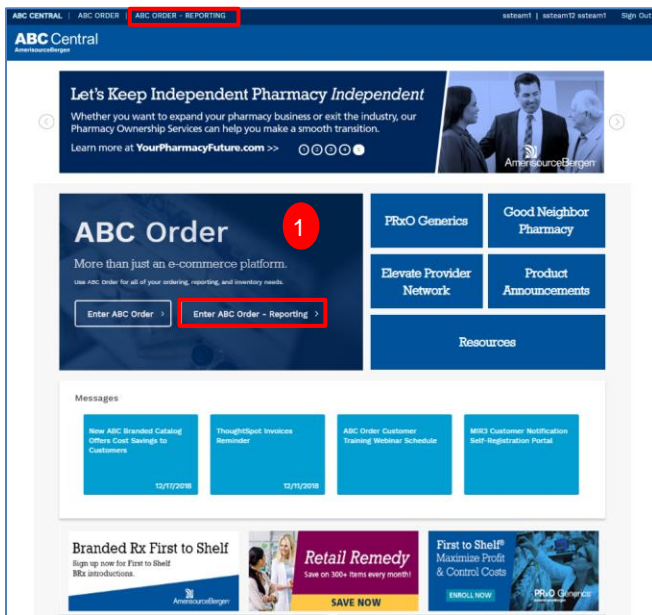 ABC CENTRAL | ABC ORDER | ABC ORDER – REPORTING
ssteam1 | ssteam12 ssteam1 Sign Out
ABC Central
AmerisourceBergen
Let's Keep Independent Pharmacy Independent
Whether you want to expand your pharmacy business or exit the industry, our
Pharmacy Ownership Services can help you make a smooth transition.
Learn more at YourPharmacyFuture.com >> 1 2 3 4 5
AmerisourceBergen
ABC Order
1
More than just an e-commerce platform.
Use ABC Order for all of your ordering, reporting, and inventory needs.
Enter ABC Order >
Enter ABC Order – Reporting >
PRxO Generics
Good Neighbor
Pharmacy
Elevate Provider
Network
Product
Announcements
Resources
Messages
New ABC Branded Catalog
Offers Cost Savings to
Customers
12/17/2018
ThoughtSpot Invoices
Reminder
12/11/2018
ABC Order Customer
Training Webinar Schedule
MIR3 Customer Notification
Self-Registration Portal
Branded Rx First to Shelf
Sign up now for First to Shelf
BRx introductions.
AmerisourceBergen
Retail Remedy
Save on 300+ items every month!
SAVE NOW
First to Shelf®
Maximize Profit
& Control Costs
ENROLL NOW
PRxO Generics